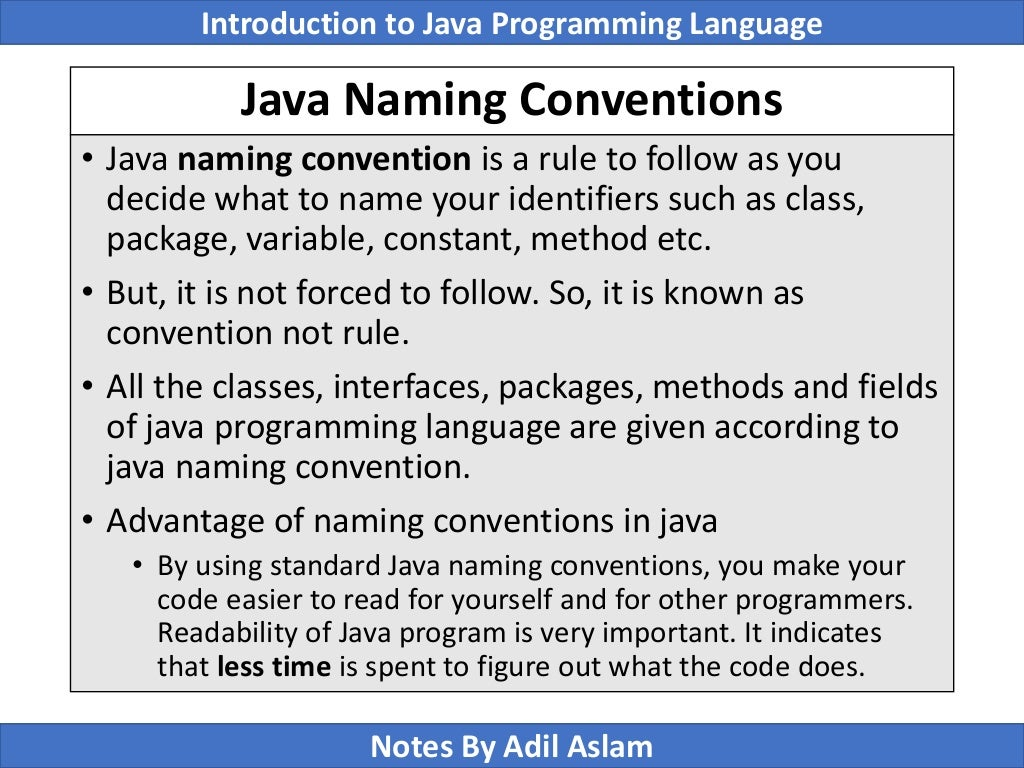 Introduction to Java Programming Language
Java Naming Conventions
• Java naming convention is a rule to follow as you
decide what to name your identifiers such as class,
package, variable, constant, method etc.
• But, it is not forced to follow. So, it is known as
convention not rule.
• All the classes, interfaces, packages, methods and fields
of java programming language are given according to
java naming convention.
• Advantage of naming conventions in java
• By using standard Java naming conventions, you make your
code easier to read for yourself and for other programmers.
Readability of Java program is very important. It indicates
that less time is spent to figure out what the code does.
Notes By Adil Aslam